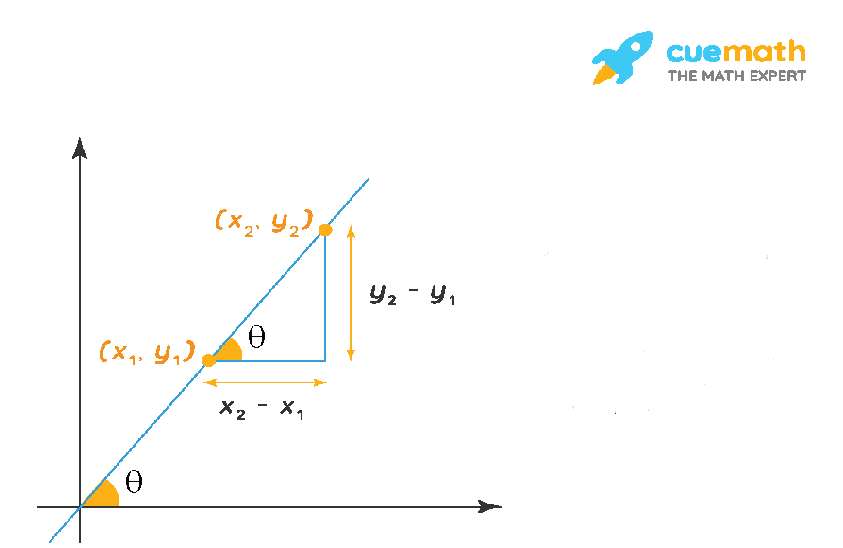 cuemath
THE MATH EXPERT
(x₂, y₂)
y₂ - y₁
θ
(x₁, y₁)
x₂ - x₁
θ